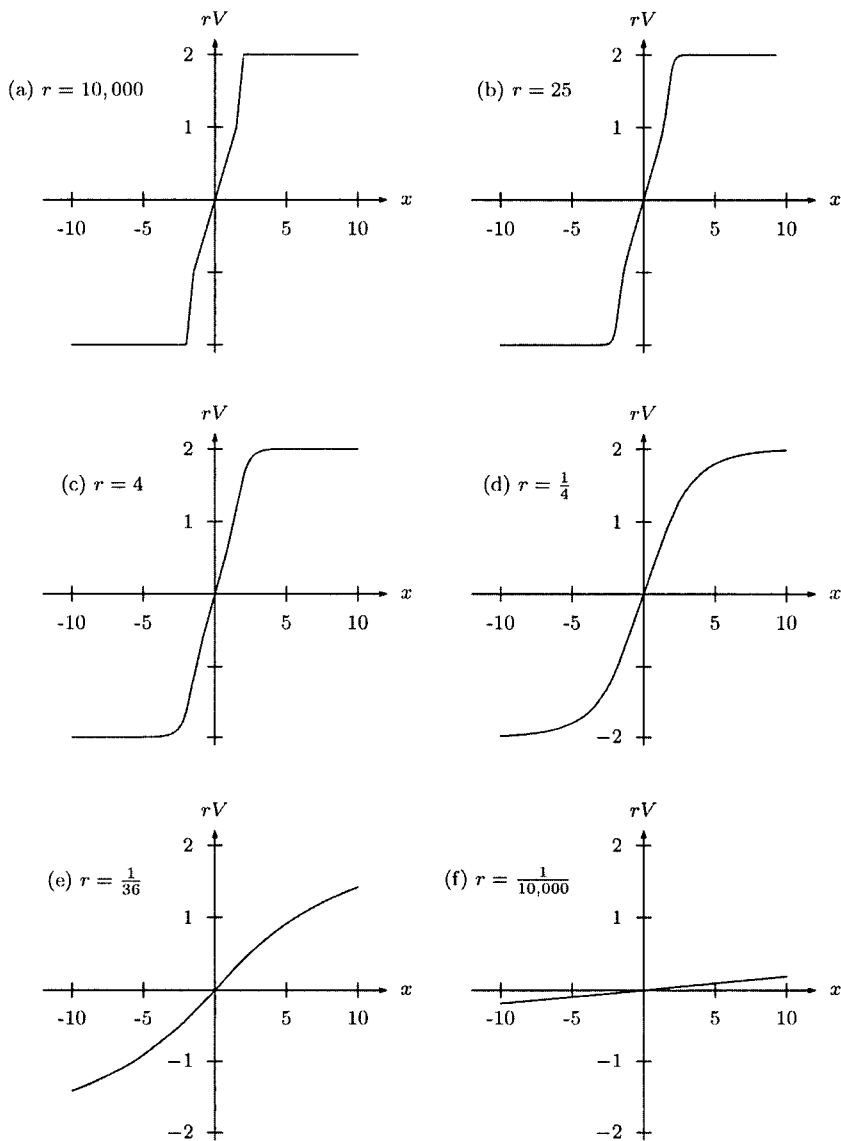 rV
2
(a) r = 10,000
1
-10 -5 5 10 x
rV
2
(b) r = 25
1
-10 -5 5 10 x
rV
2
(c) r = 4
1
-10 -5 5 10 x
rV
2
(d) r = 1/4
1
-10 -5 5 10 x
−2
rV
2
(e) r = 1/36
1
-10 -5 5 10 x
−1
−2
rV
2
(f) r = 1/10,000
1
-10 -5 5 10 x
−1
−2